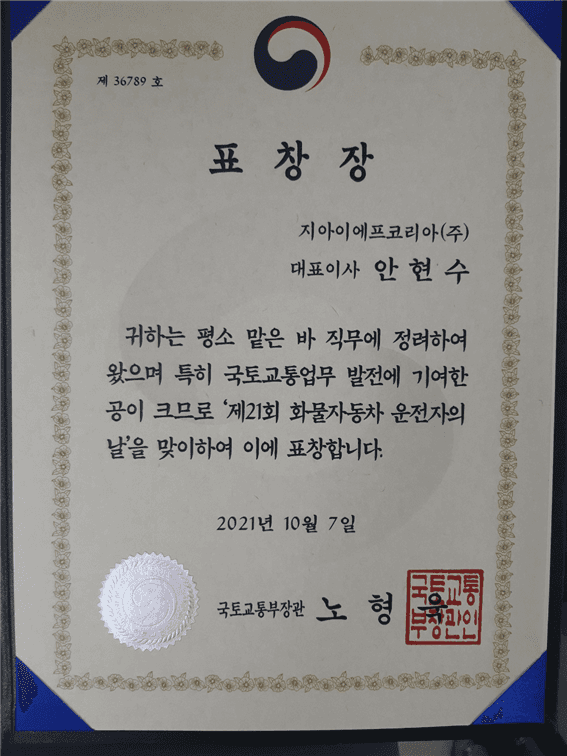 제 36789 호
표 창 장
지아이에프코리아(주)
대표이사 안 현 수
귀하는 평소 맡은 바 직무에 정려하여
왔으며 특히 국토교통업무 발전에 기여한
공이 크므로 '제21회 화물자동차 운전자의
날'을 맞이하여 이에 표창합니다.
2021년 10월 7일
국토교통부장관 노 형 욱
국토교통
부장관인